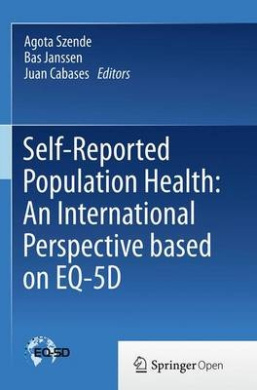 Agota Szende
Bas Janssen
Juan Cabases Editors
Self-Reported
Population Health:
An International
Perspective based
on EQ-5D
EQ-5D
Springer Open